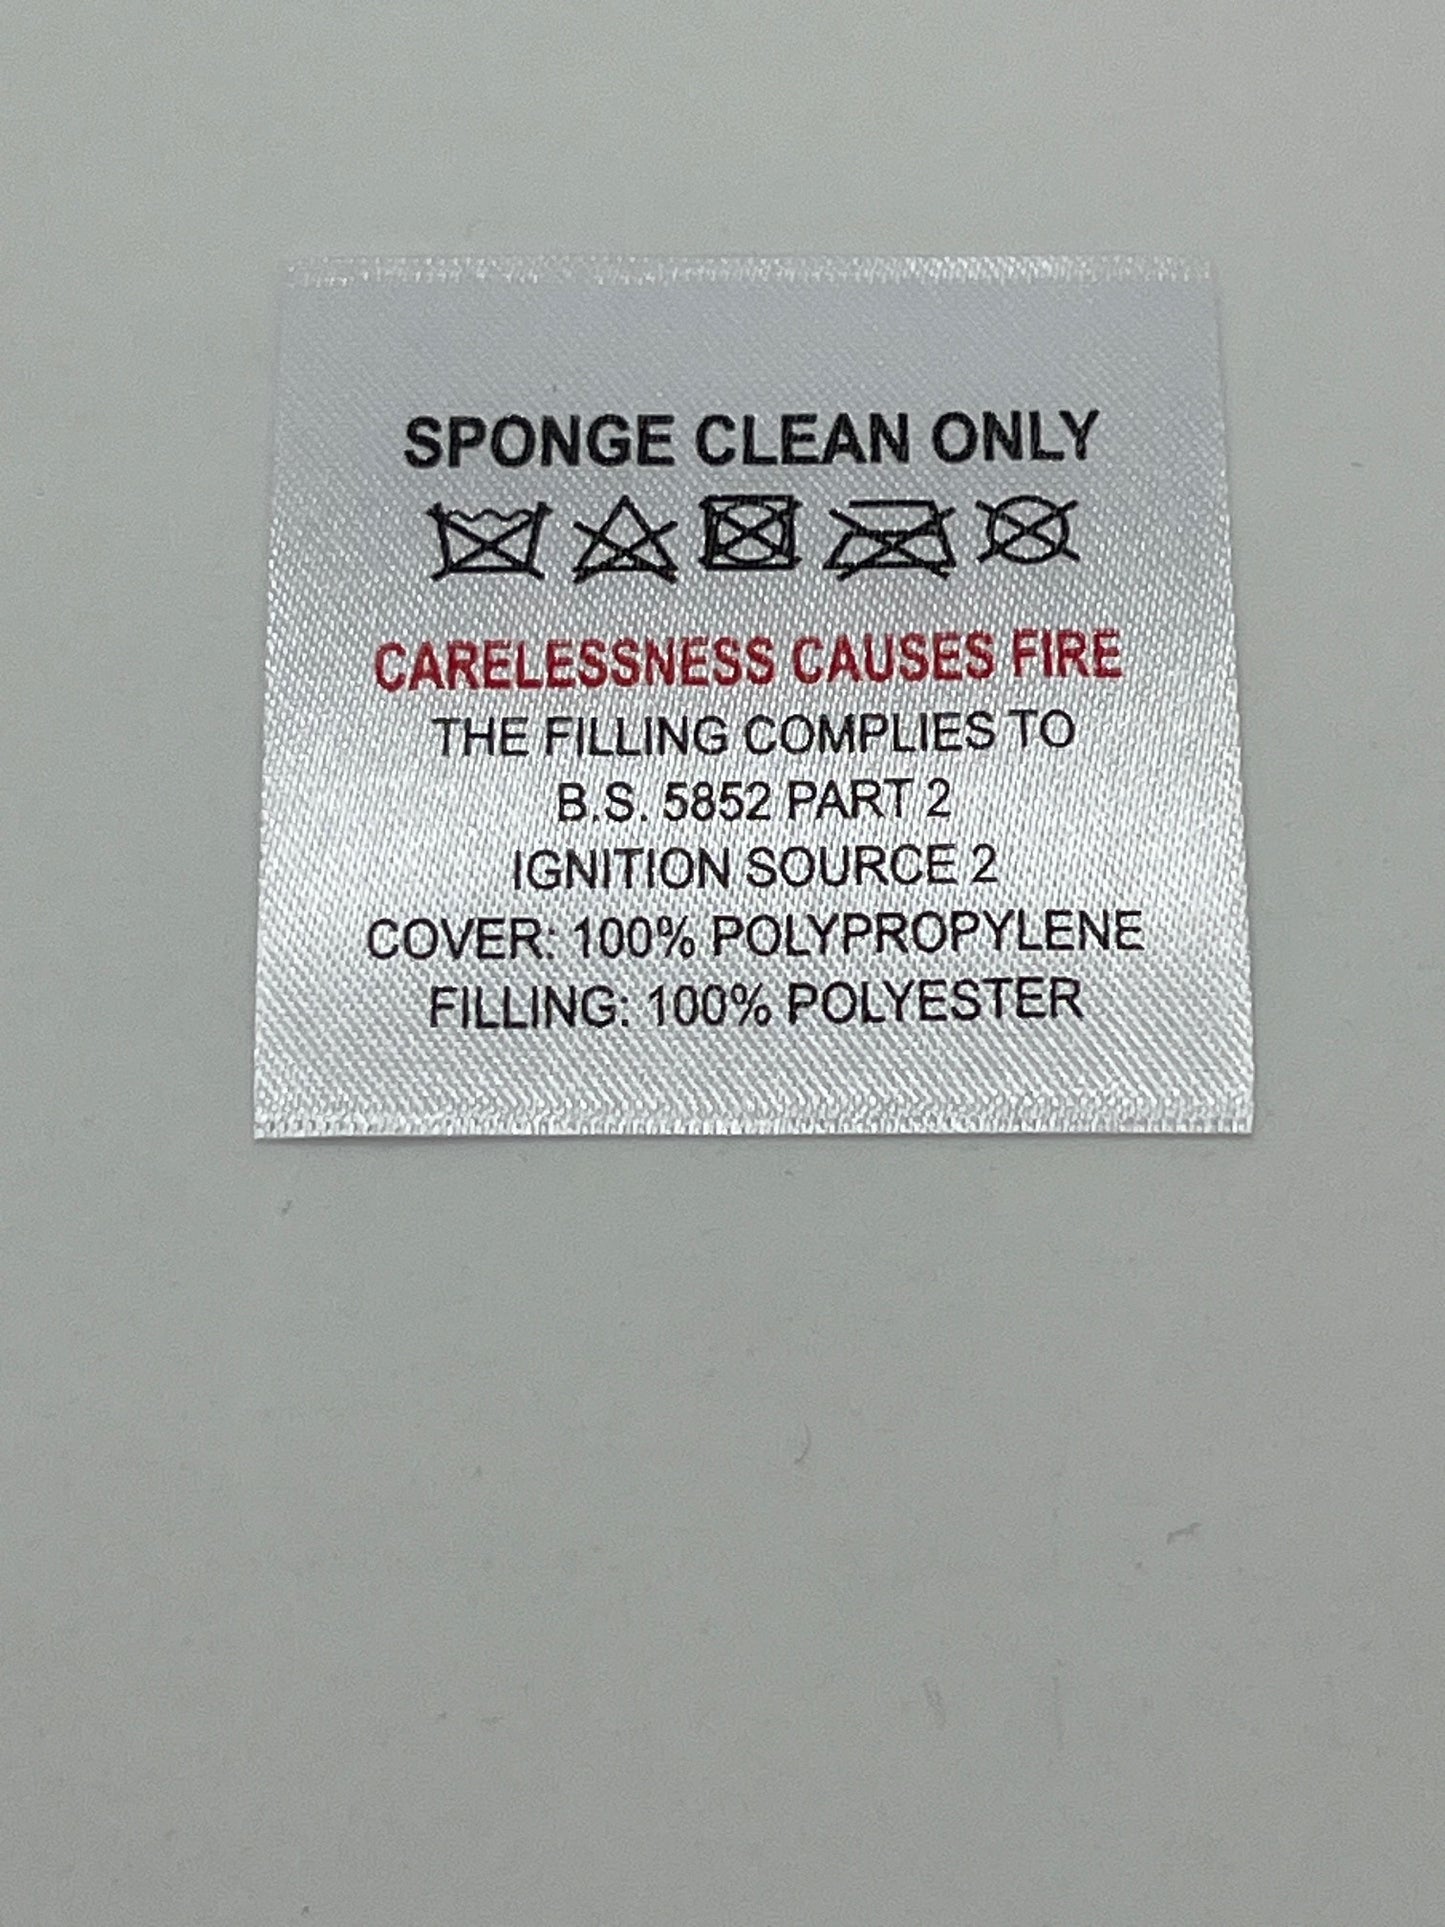 SPONGE CLEAN ONLY
CARELESSNESS CAUSES FIRE
THE FILLING COMPLIES TO
B.S. 5852 PART 2
IGNITION SOURCE 2
COVER: 100% POLYPROPYLENE
FILLING: 100% POLYESTER